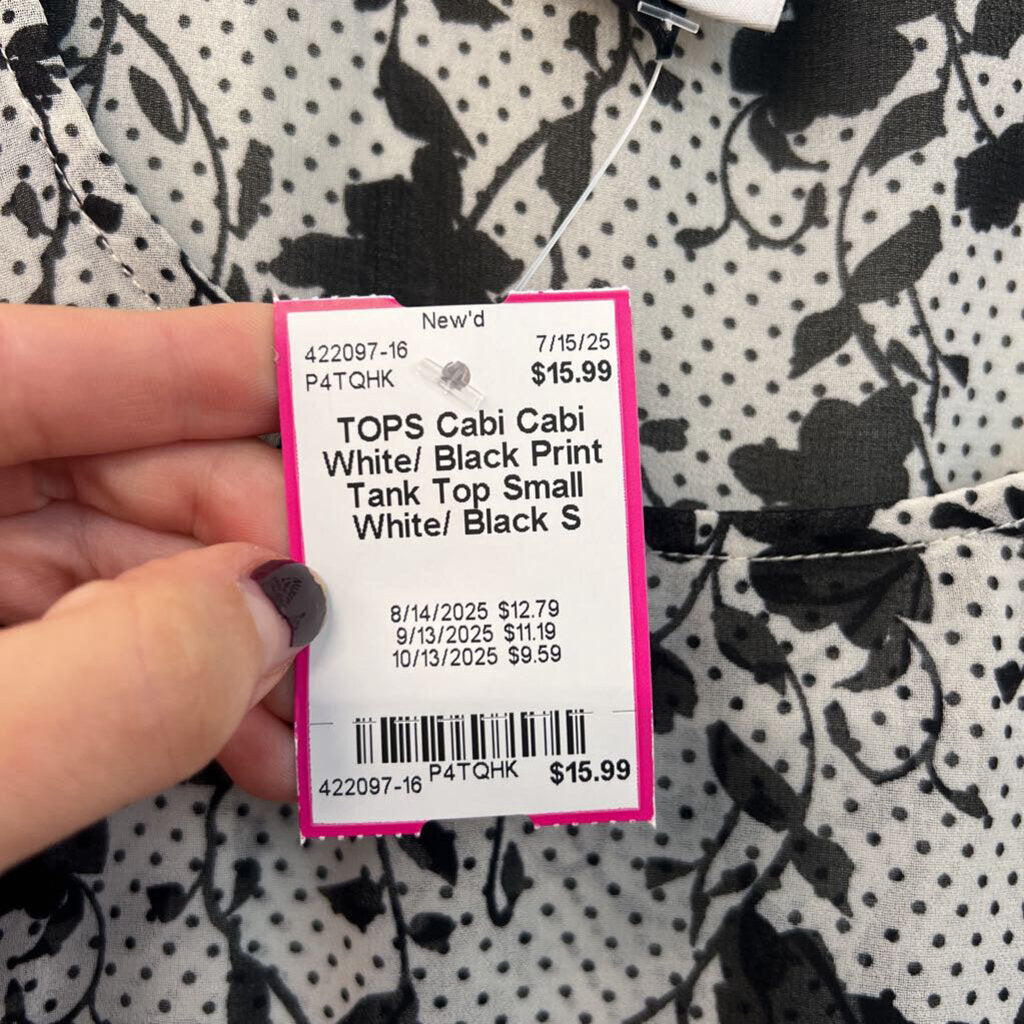 New'd
422097-16 7/15/25
P4TQHK $15.99
TOPS Cabi Cabi
White/ Black Print
Tank Top Small
White/ Black S
8/14/2025 $12.79
9/13/2025 $11.19
10/13/2025 $9.59
422097-16 P4TQHK $15.99